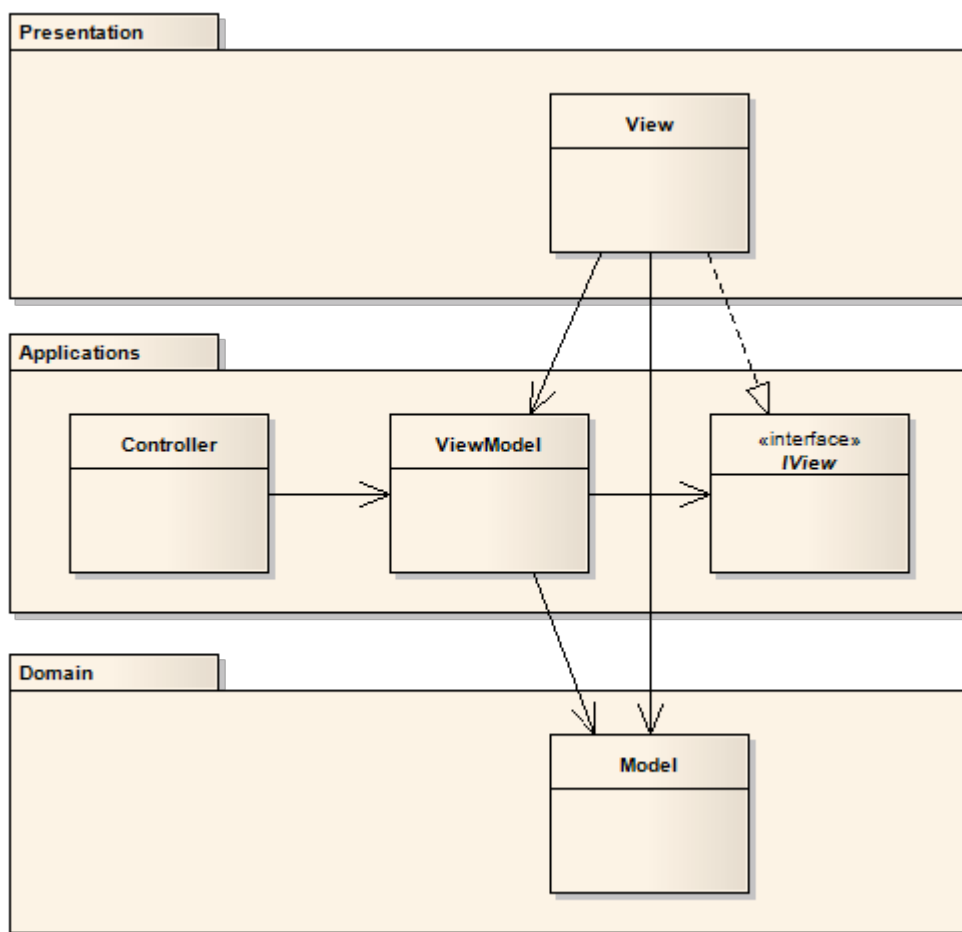 Presentation
View
Applications
Controller
ViewModel
«interface»
IView
Domain
Model